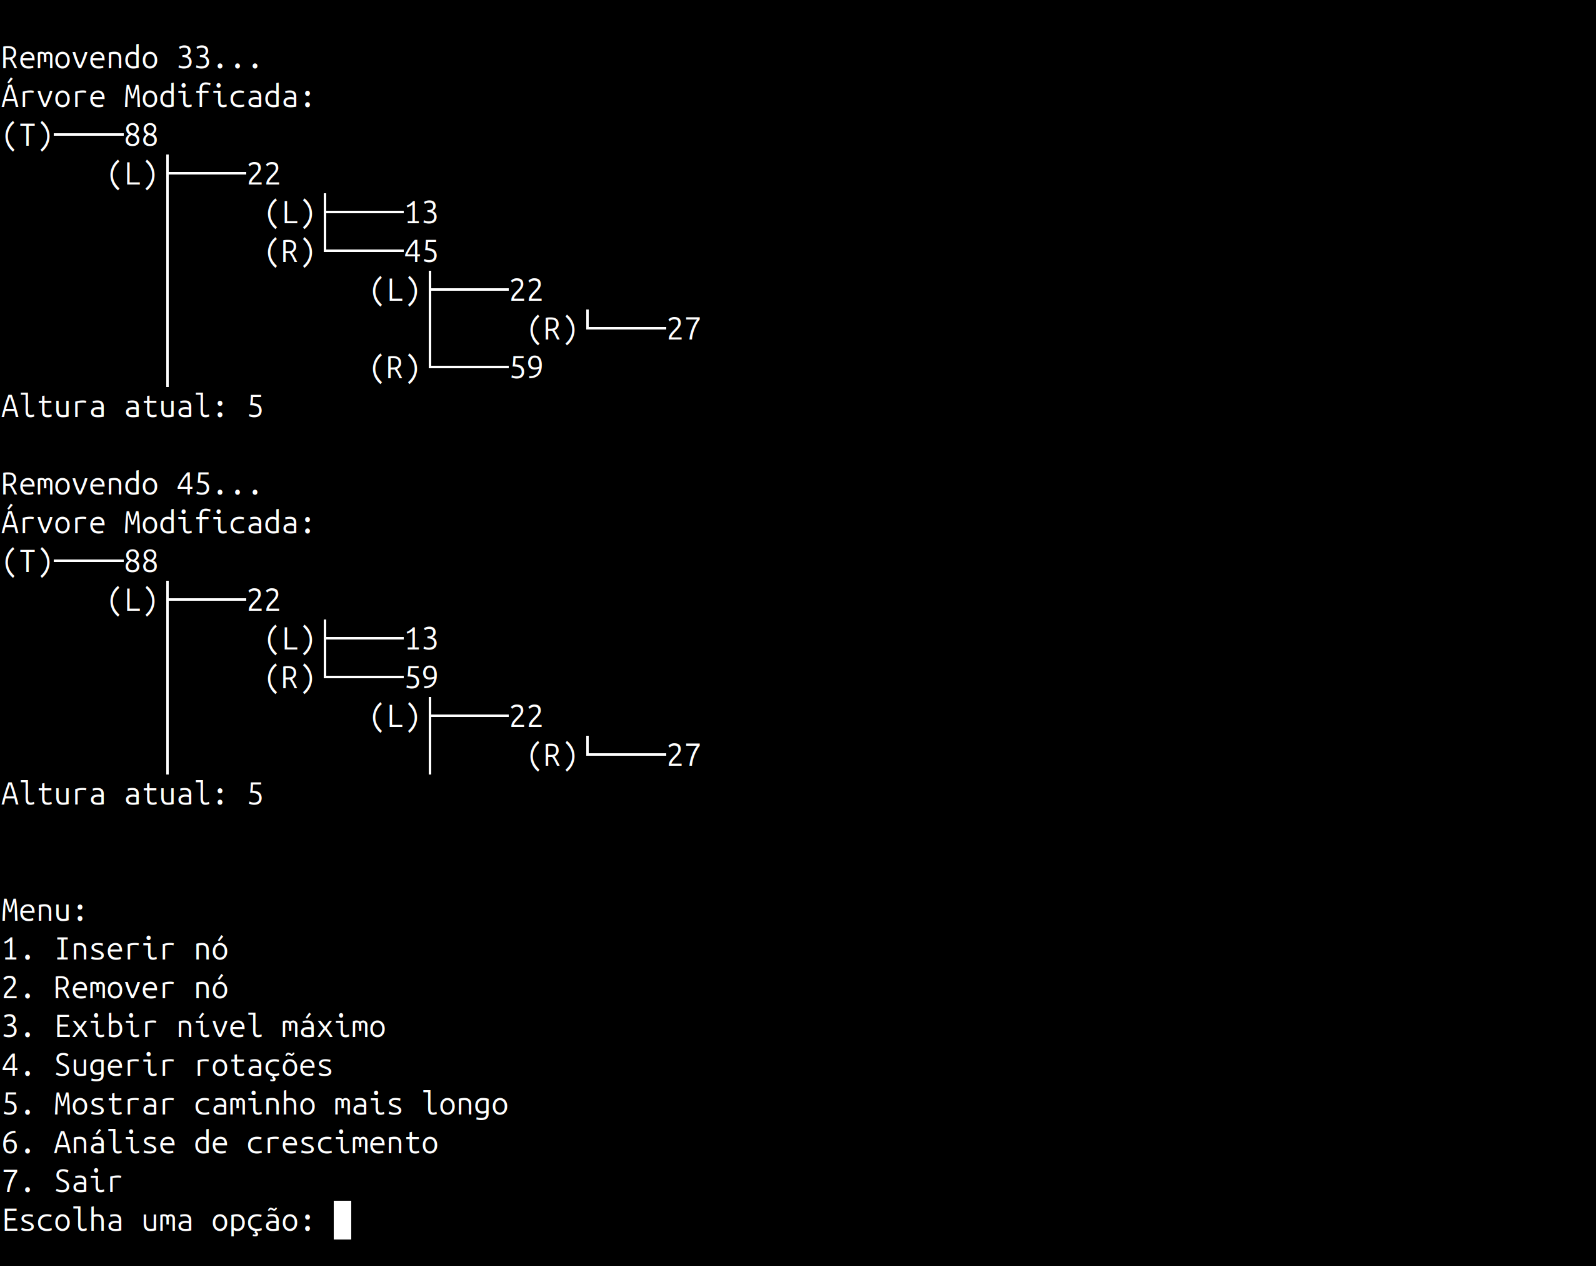 Removendo 33...
Árvore Modificada:
(T)────88
(L)├────22
(L)├────13
(R)└────45
(L)├────22
(R)└────27
(R)└────59
Altura atual: 5
Removendo 45...
Árvore Modificada:
(T)────88
(L)├────22
(L)├────13
(R)└────59
(L)├────22
(R)└────27
Altura atual: 5
Menu:
1. Inserir nó
2. Remover nó
3. Exibir nível máximo
4. Sugerir rotações
5. Mostrar caminho mais longo
6. Análise de crescimento
7. Sair
Escolha uma opção: